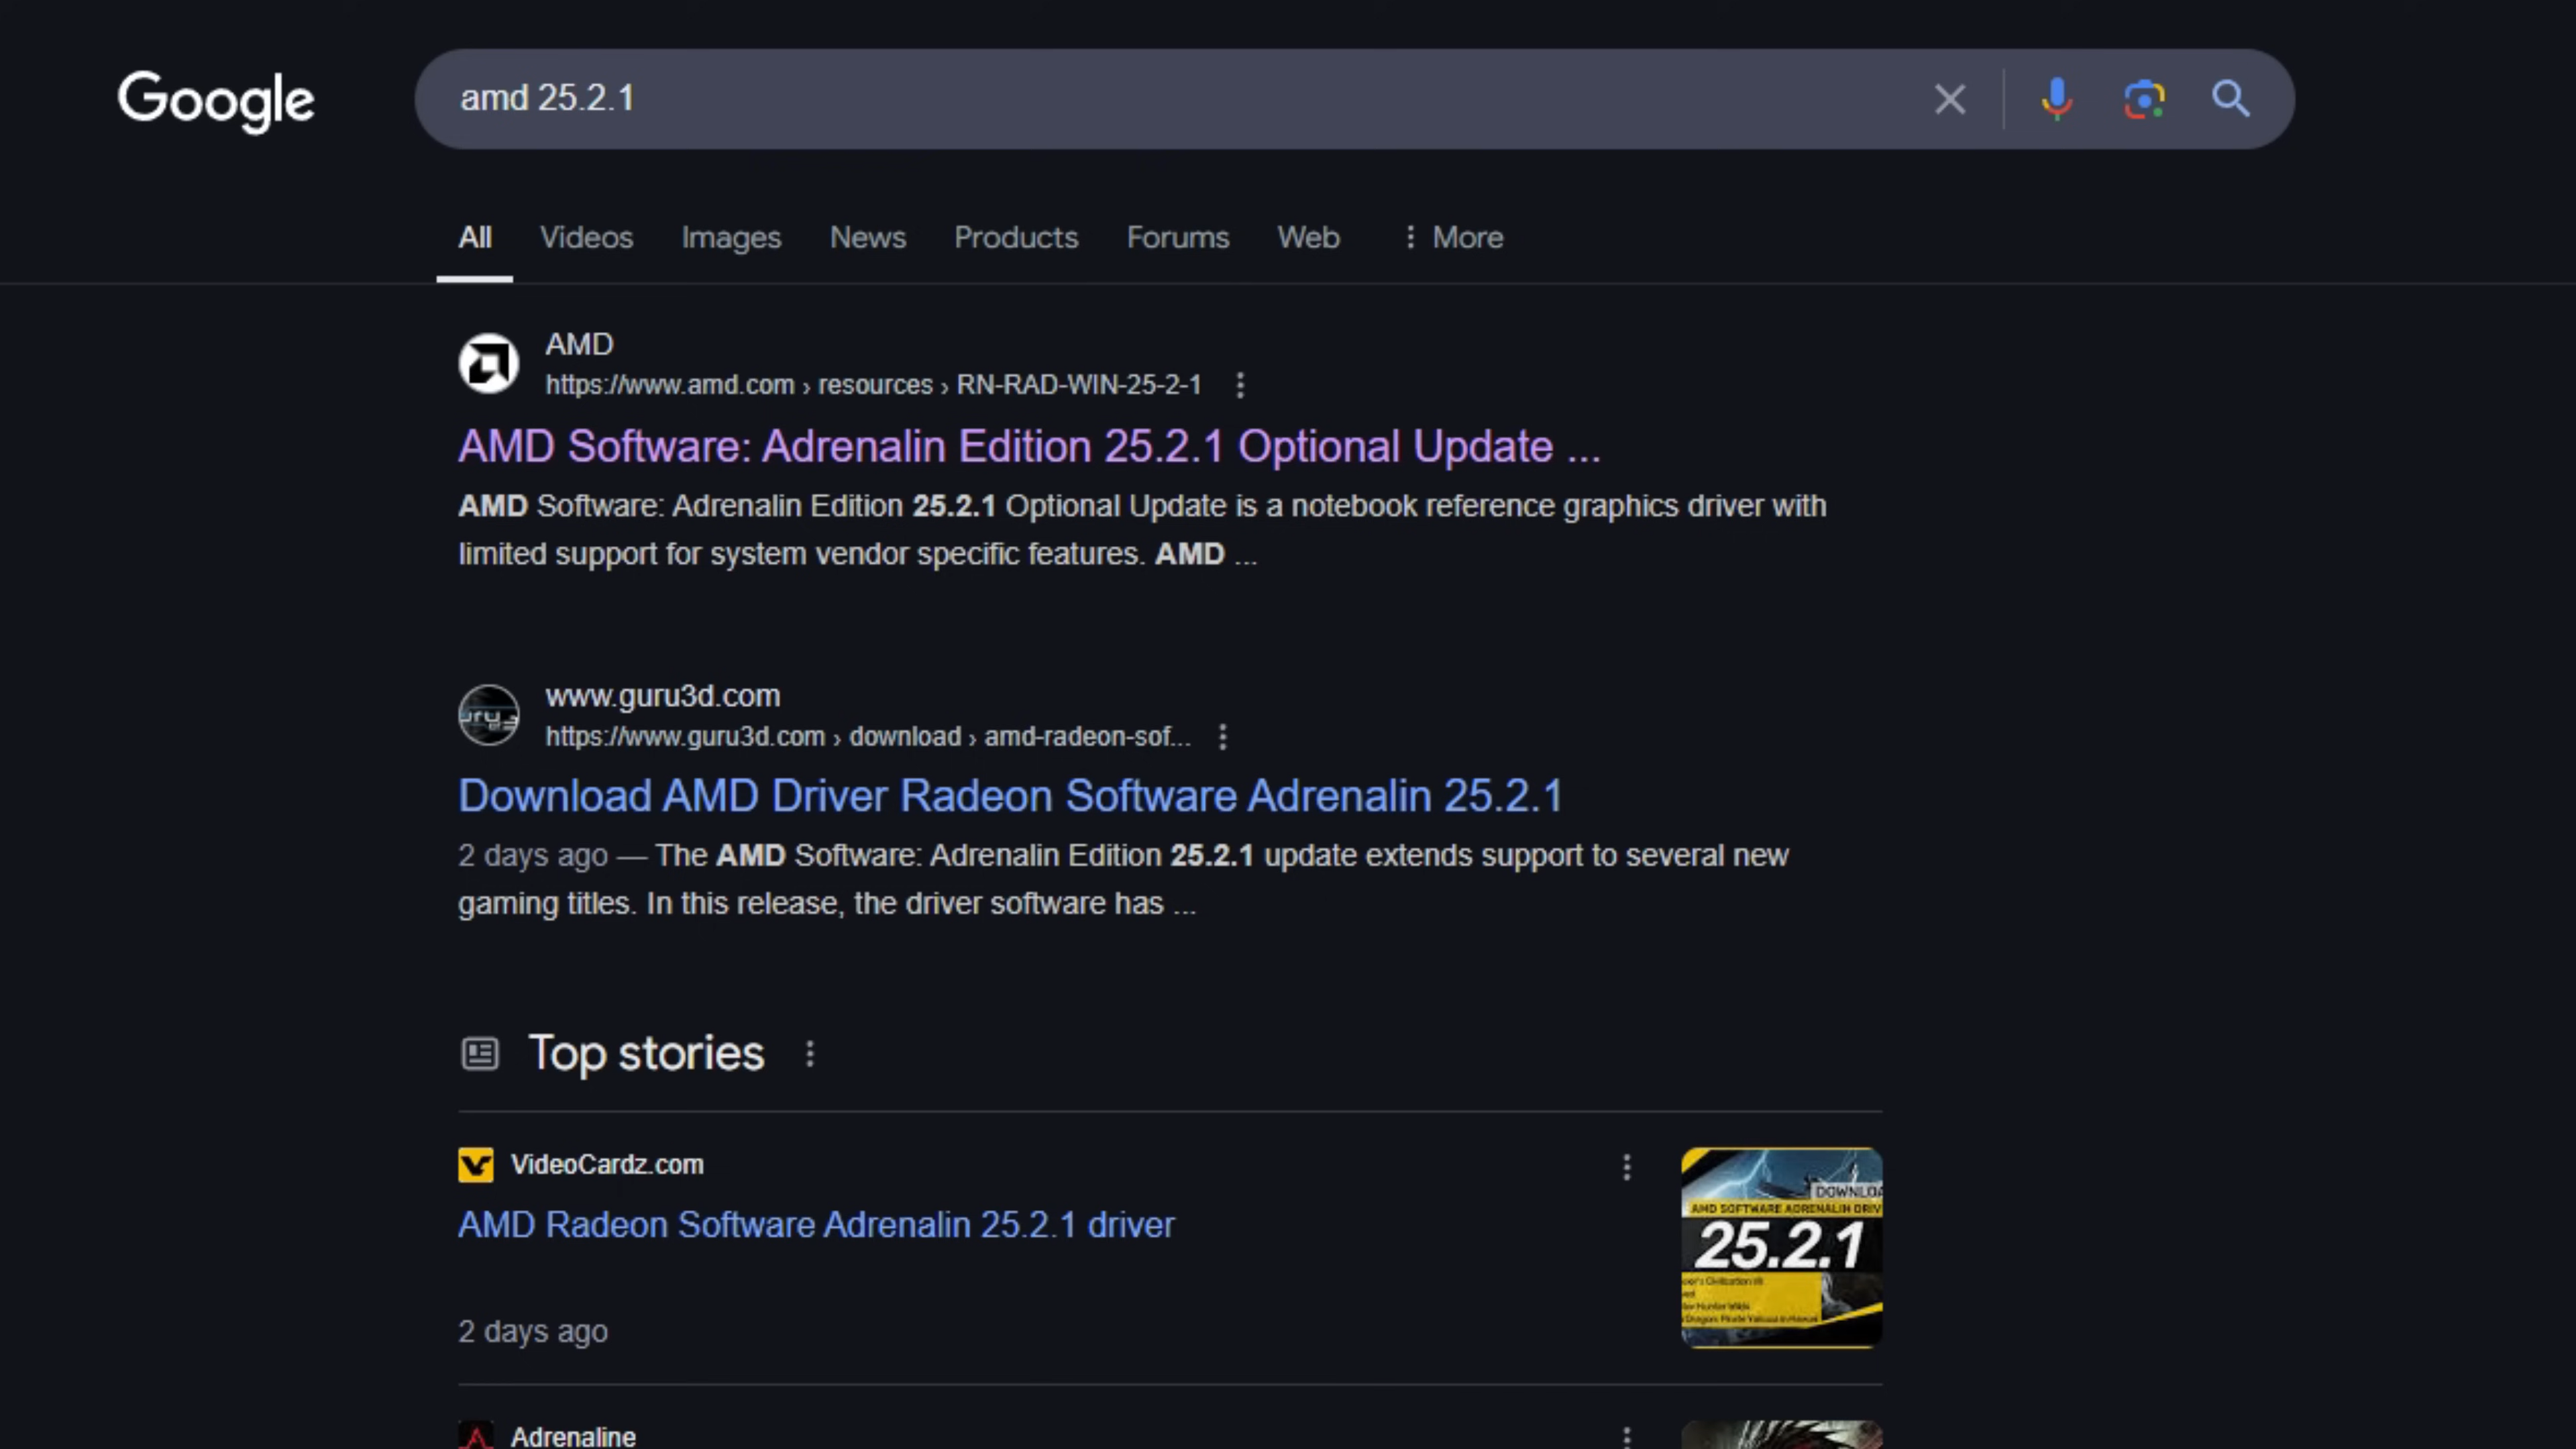 Google
amd 25.2.1
All Videos Images News Products Forums Web More
AMD
https://www.amd.com › resources › RN-RAD-WIN-25-2-1
AMD Software: Adrenalin Edition 25.2.1 Optional Update ...
AMD Software: Adrenalin Edition 25.2.1 Optional Update is a notebook reference graphics driver with
limited support for system vendor specific features. AMD ...
www.guru3d.com
https://www.guru3d.com › download › amd-radeon-sof...
Download AMD Driver Radeon Software Adrenalin 25.2.1
2 days ago — The AMD Software: Adrenalin Edition 25.2.1 update extends support to several new
gaming titles. In this release, the driver software has ...
Top stories
VideoCardz.com
AMD Radeon Software Adrenalin 25.2.1 driver
2 days ago
DOWNLOA
AMD SOFTWARE ADRENALIN DRIV
25.2.1
Adrenaline